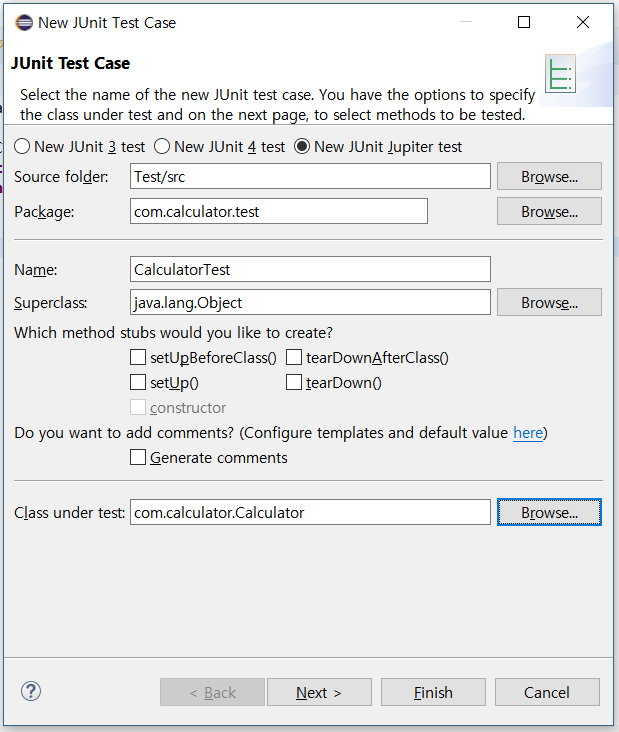 New JUnit Test Case
JUnit Test Case
Select the name of the new JUnit test case. You have the options to specify
the class under test and on the next page, to select methods to be tested.
New JUnit 3 test New JUnit 4 test New JUnit Jupiter test
Source folder: Test/src Browse...
Package: com.calculator.test Browse...
Name: CalculatorTest
Superclass: java.lang.Object Browse...
Which method stubs would you like to create?
setUpBeforeClass() tearDownAfterClass()
setUp() tearDown()
constructor
Do you want to add comments? (Configure templates and default value here)
Generate comments
Class under test: com.calculator.Calculator Browse...
? < Back Next > Finish Cancel